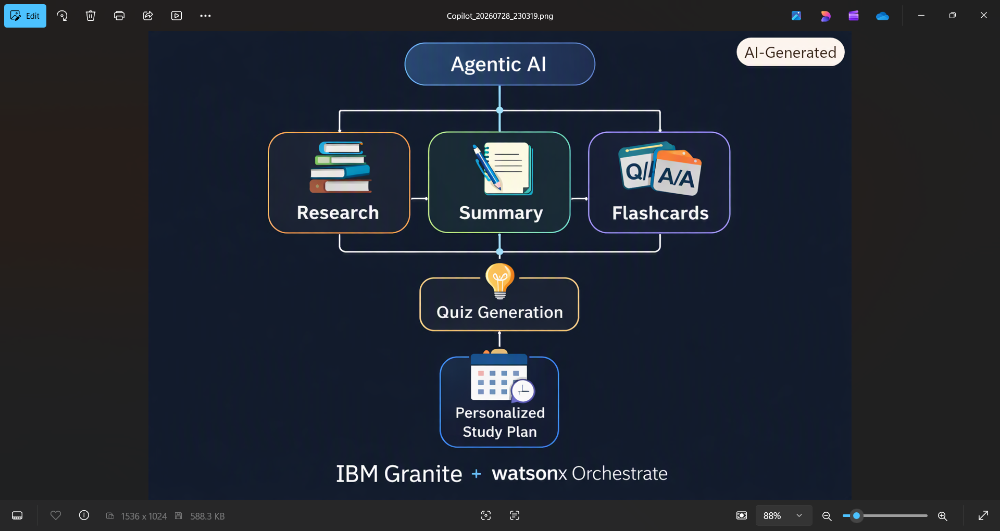 Edit
Copilot_20260728_230319.png
AI-Generated
Agentic AI
Q/A
A/A
Research
Summary
Flashcards
Quiz Generation
Personalized
Study Plan
IBM Granite + watsonx Orchestrate
1536 x 1024
588.3 KB
88%